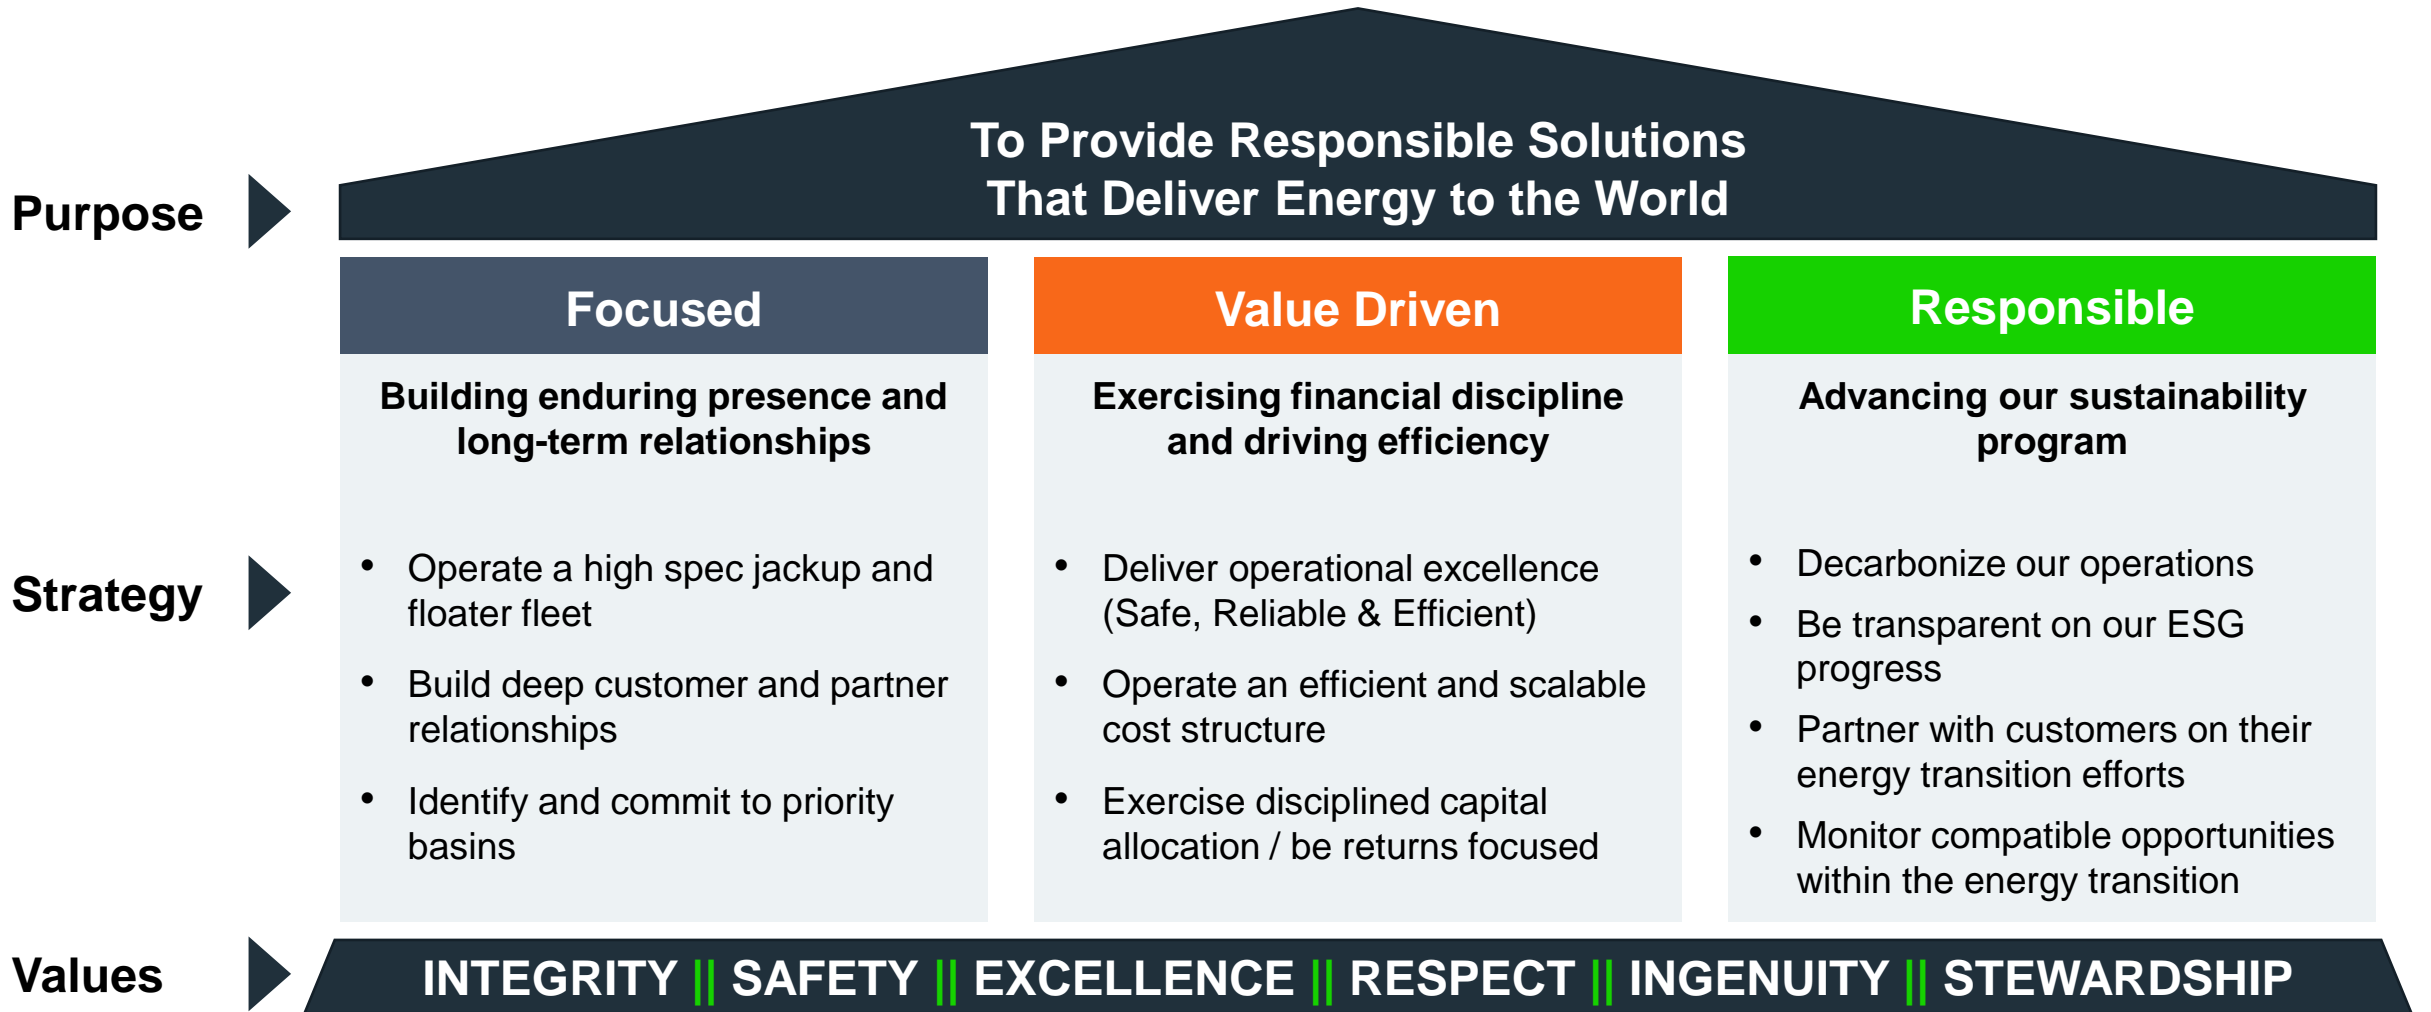 To Provide Responsible Solutions
That Deliver Energy to the World
Purpose
Focused
Building enduring presence and
long-term relationships
• Operate a high spec jackup and
floater fleet
• Build deep customer and partner
relationships
• Identify and commit to priority
basins
Value Driven
Exercising financial discipline
and driving efficiency
• Deliver operational excellence
(Safe, Reliable & Efficient)
• Operate an efficient and scalable
cost structure
• Exercise disciplined capital
allocation / be returns focused
Responsible
Advancing our sustainability
program
• Decarbonize our operations
• Be transparent on our ESG
progress
• Partner with customers on their
energy transition efforts
• Monitor compatible opportunities
within the energy transition
Strategy
Values
INTEGRITY || SAFETY || EXCELLENCE || RESPECT || INGENUITY || STEWARDSHIP